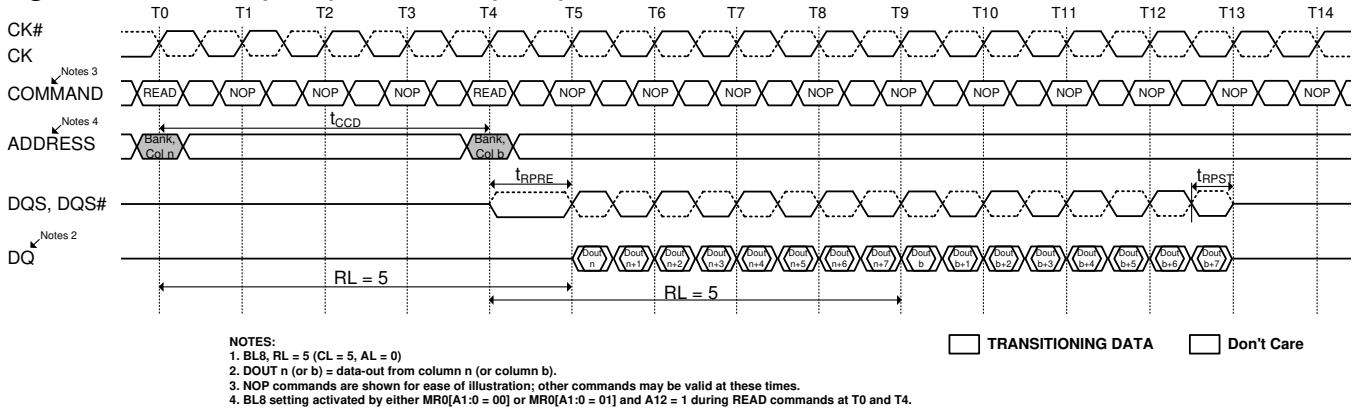 T0 T1 T2 T3 T4 T5 T6 T7 T8 T9 T10 T11 T12 T13 T14
CK#
CK
Notes 3
COMMAND READ NOP NOP NOP READ NOP NOP NOP NOP NOP NOP NOP NOP NOP NOP
tCCD
Notes 4
ADDRESS
Bank, Bank,
Col n Col b
tRPRE tRPST
DQS, DQS#
Notes 2
DQ
Dout Dout Dout Dout Dout Dout Dout Dout Dout Dout Dout Dout Dout Dout Dout Dout
n n+1 n+2 n+3 n+4 n+5 n+6 n+7 b b+1 b+2 b+3 b+4 b+5 b+6 b+7
RL = 5
RL = 5
NOTES:
1. BL8, RL = 5 (CL = 5, AL = 0)
2. DOUT n (or b) = data-out from column n (or column b).
3. NOP commands are shown for ease of illustration; other commands may be valid at these times.
4. BL8 setting activated by either MR0[A1:0 = 00] or MR0[A1:0 = 01] and A12 = 1 during READ commands at T0 and T4.
TRANSITIONING DATA Don't Care